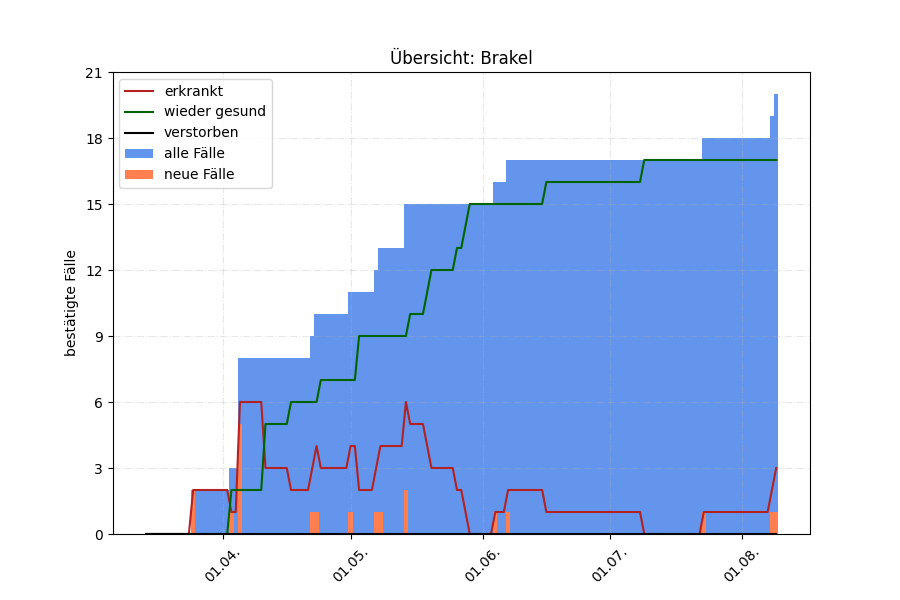 Übersicht: Brakel
bestätigte Fälle
21
18
15
12
9
6
3
0
erkrankt
wieder gesund
verstorben
alle Fälle
neue Fälle
01.04.
01.05.
01.06.
01.07.
01.08.